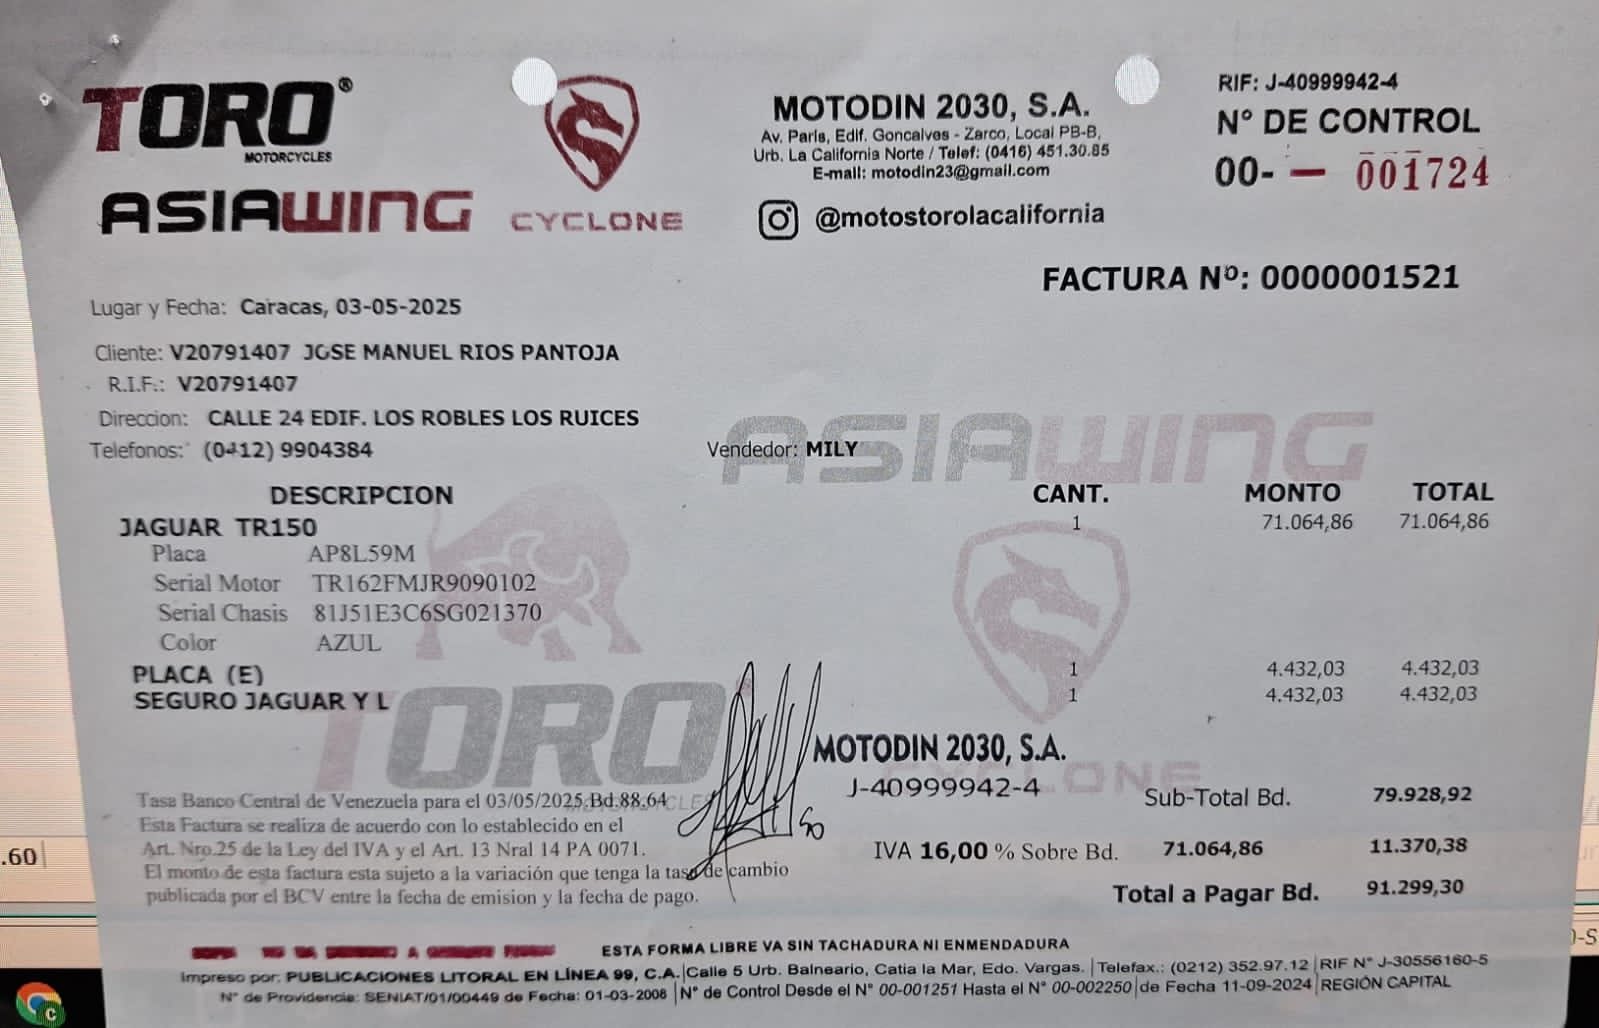 TORO®
MOTORCYCLES
ASIAWING
CYCLONE
MOTODIN 2030, S.A.
Av. Paris, Edif. Goncalves - Zarco, Local PB-B,
Urb. La California Norte / Telef: (0416) 451.30.85
E-mail: motodin23@gmail.com
@motostorolacalifornia
RIF: J-40999942-4
N° DE CONTROL
00- - 001724
FACTURA Nº: 0000001521
Lugar y Fecha: Caracas, 03-05-2025
Cliente: V20791407 JOSE MANUEL RIOS PANTOJA
R.I.F.: V20791407
Direccion: CALLE 24 EDIF. LOS ROBLES LOS RUICES
Telefonos: (0412) 9904384
Vendedor: MILY
ASIAWING
DESCRIPCION CANT. MONTO TOTAL
JAGUAR TR150 1 71.064,86 71.064,86
Placa AP8L59M
Serial Motor TR162FMJR9090102
Serial Chasis 81J51E3C6SG021370
Color AZUL
PLACA (E) 1 4.432,03 4.432,03
SEGURO JAGUAR Y L 1 4.432,03 4.432,03
TORO
CYCLONE
MOTODIN 2030, S.A.
J-40999942-4
Tasa Banco Central de Venezuela para el 03/05/2025 Bd.88,64
Esta Factura se realiza de acuerdo con lo establecido en el
Art. Nro.25 de la Ley del IVA y el Art. 13 Nral 14 PA 0071.
El monto de esta factura esta sujeto a la variación que tenga la tasa de cambio
publicada por el BCV entre la fecha de emision y la fecha de pago.
Sub-Total Bd. 79.928,92
IVA 16,00 % Sobre Bd. 71.064,86 11.370,38
Total a Pagar Bd. 91.299,30
ESTA FORMA LIBRE VA SIN TACHADURA NI ENMENDADURA
Impreso por: PUBLICACIONES LITORAL EN LÍNEA 99, C.A. |Calle 5 Urb. Balneario, Catia la Mar, Edo. Vargas. |Telefax.: (0212) 352.97.12 |RIF N° J-30556160-5
N° de Providencia: SENIAT/01/00449 de Fecha: 01-03-2008 |N° de Control Desde el N° 00-001251 Hasta el N° 00-002250 |de Fecha 11-09-2024 |REGIÓN CAPITAL
.60